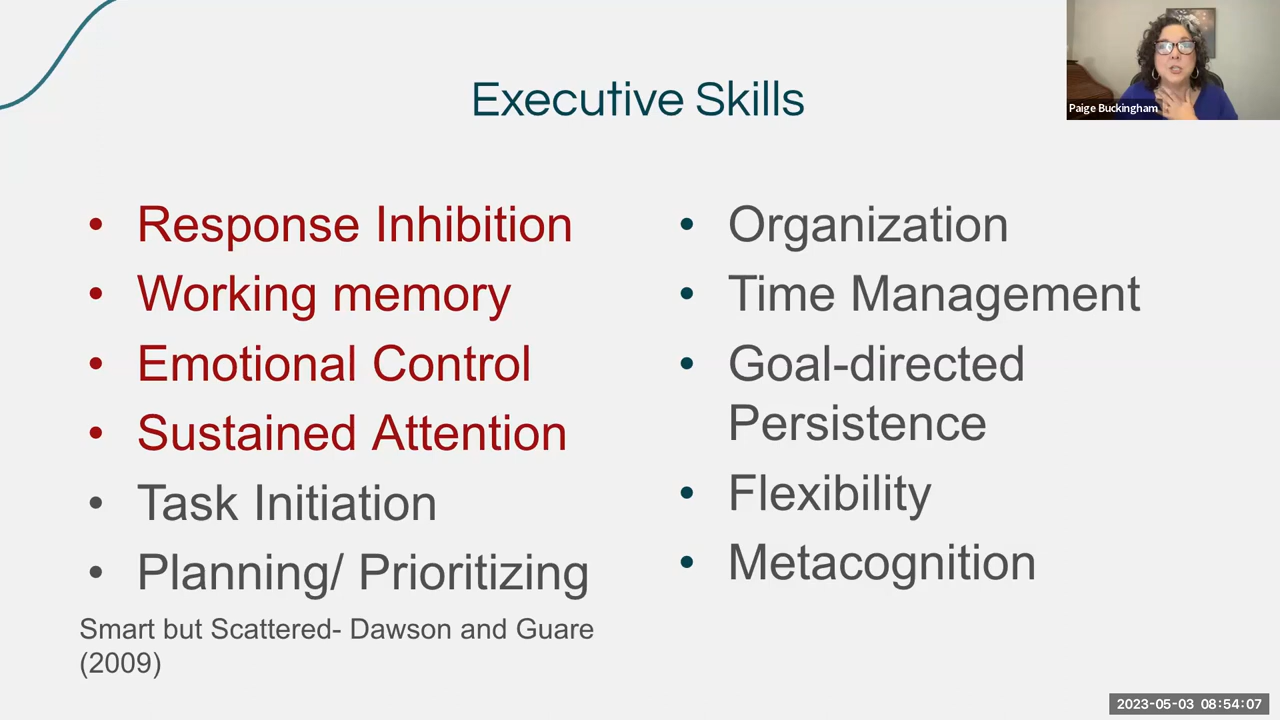 Executive Skills
Paige Buckingham
• Response Inhibition
• Working memory
• Emotional Control
• Sustained Attention
• Task Initiation
• Planning/ Prioritizing
Smart but Scattered- Dawson and Guare
(2009)
• Organization
• Time Management
• Goal-directed
Persistence
• Flexibility
• Metacognition
2023-05-03 08:54:07